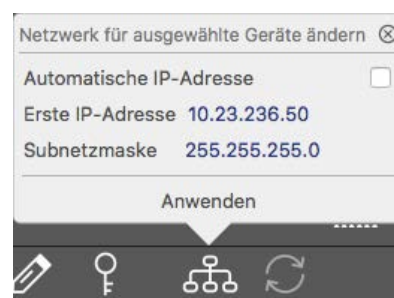 Netzwerk für ausgewählte Geräte ändern
Automatische IP-Adresse
Erste IP-Adresse 10.23.236.50
Subnetzmaske 255.255.255.0
Anwenden